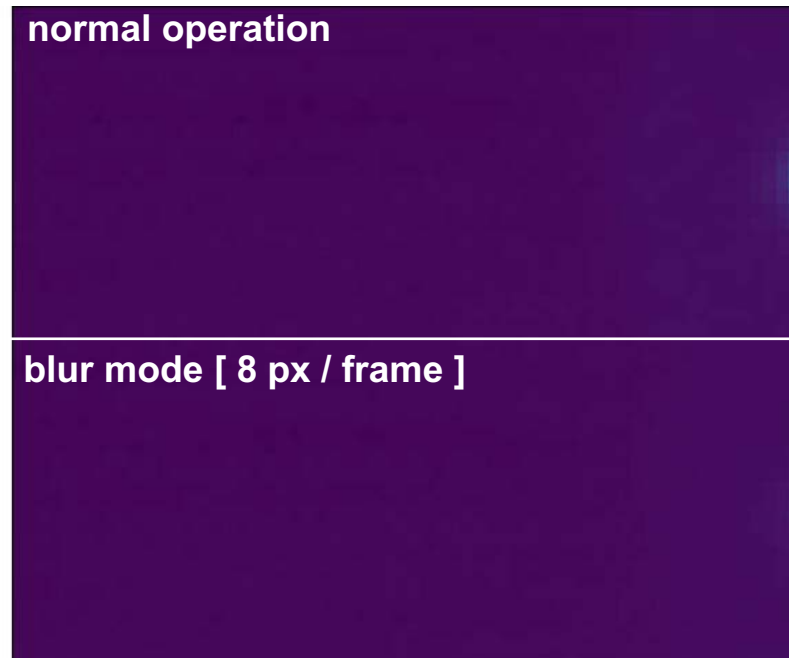 normal operation
blur mode [ 8 px / frame ]